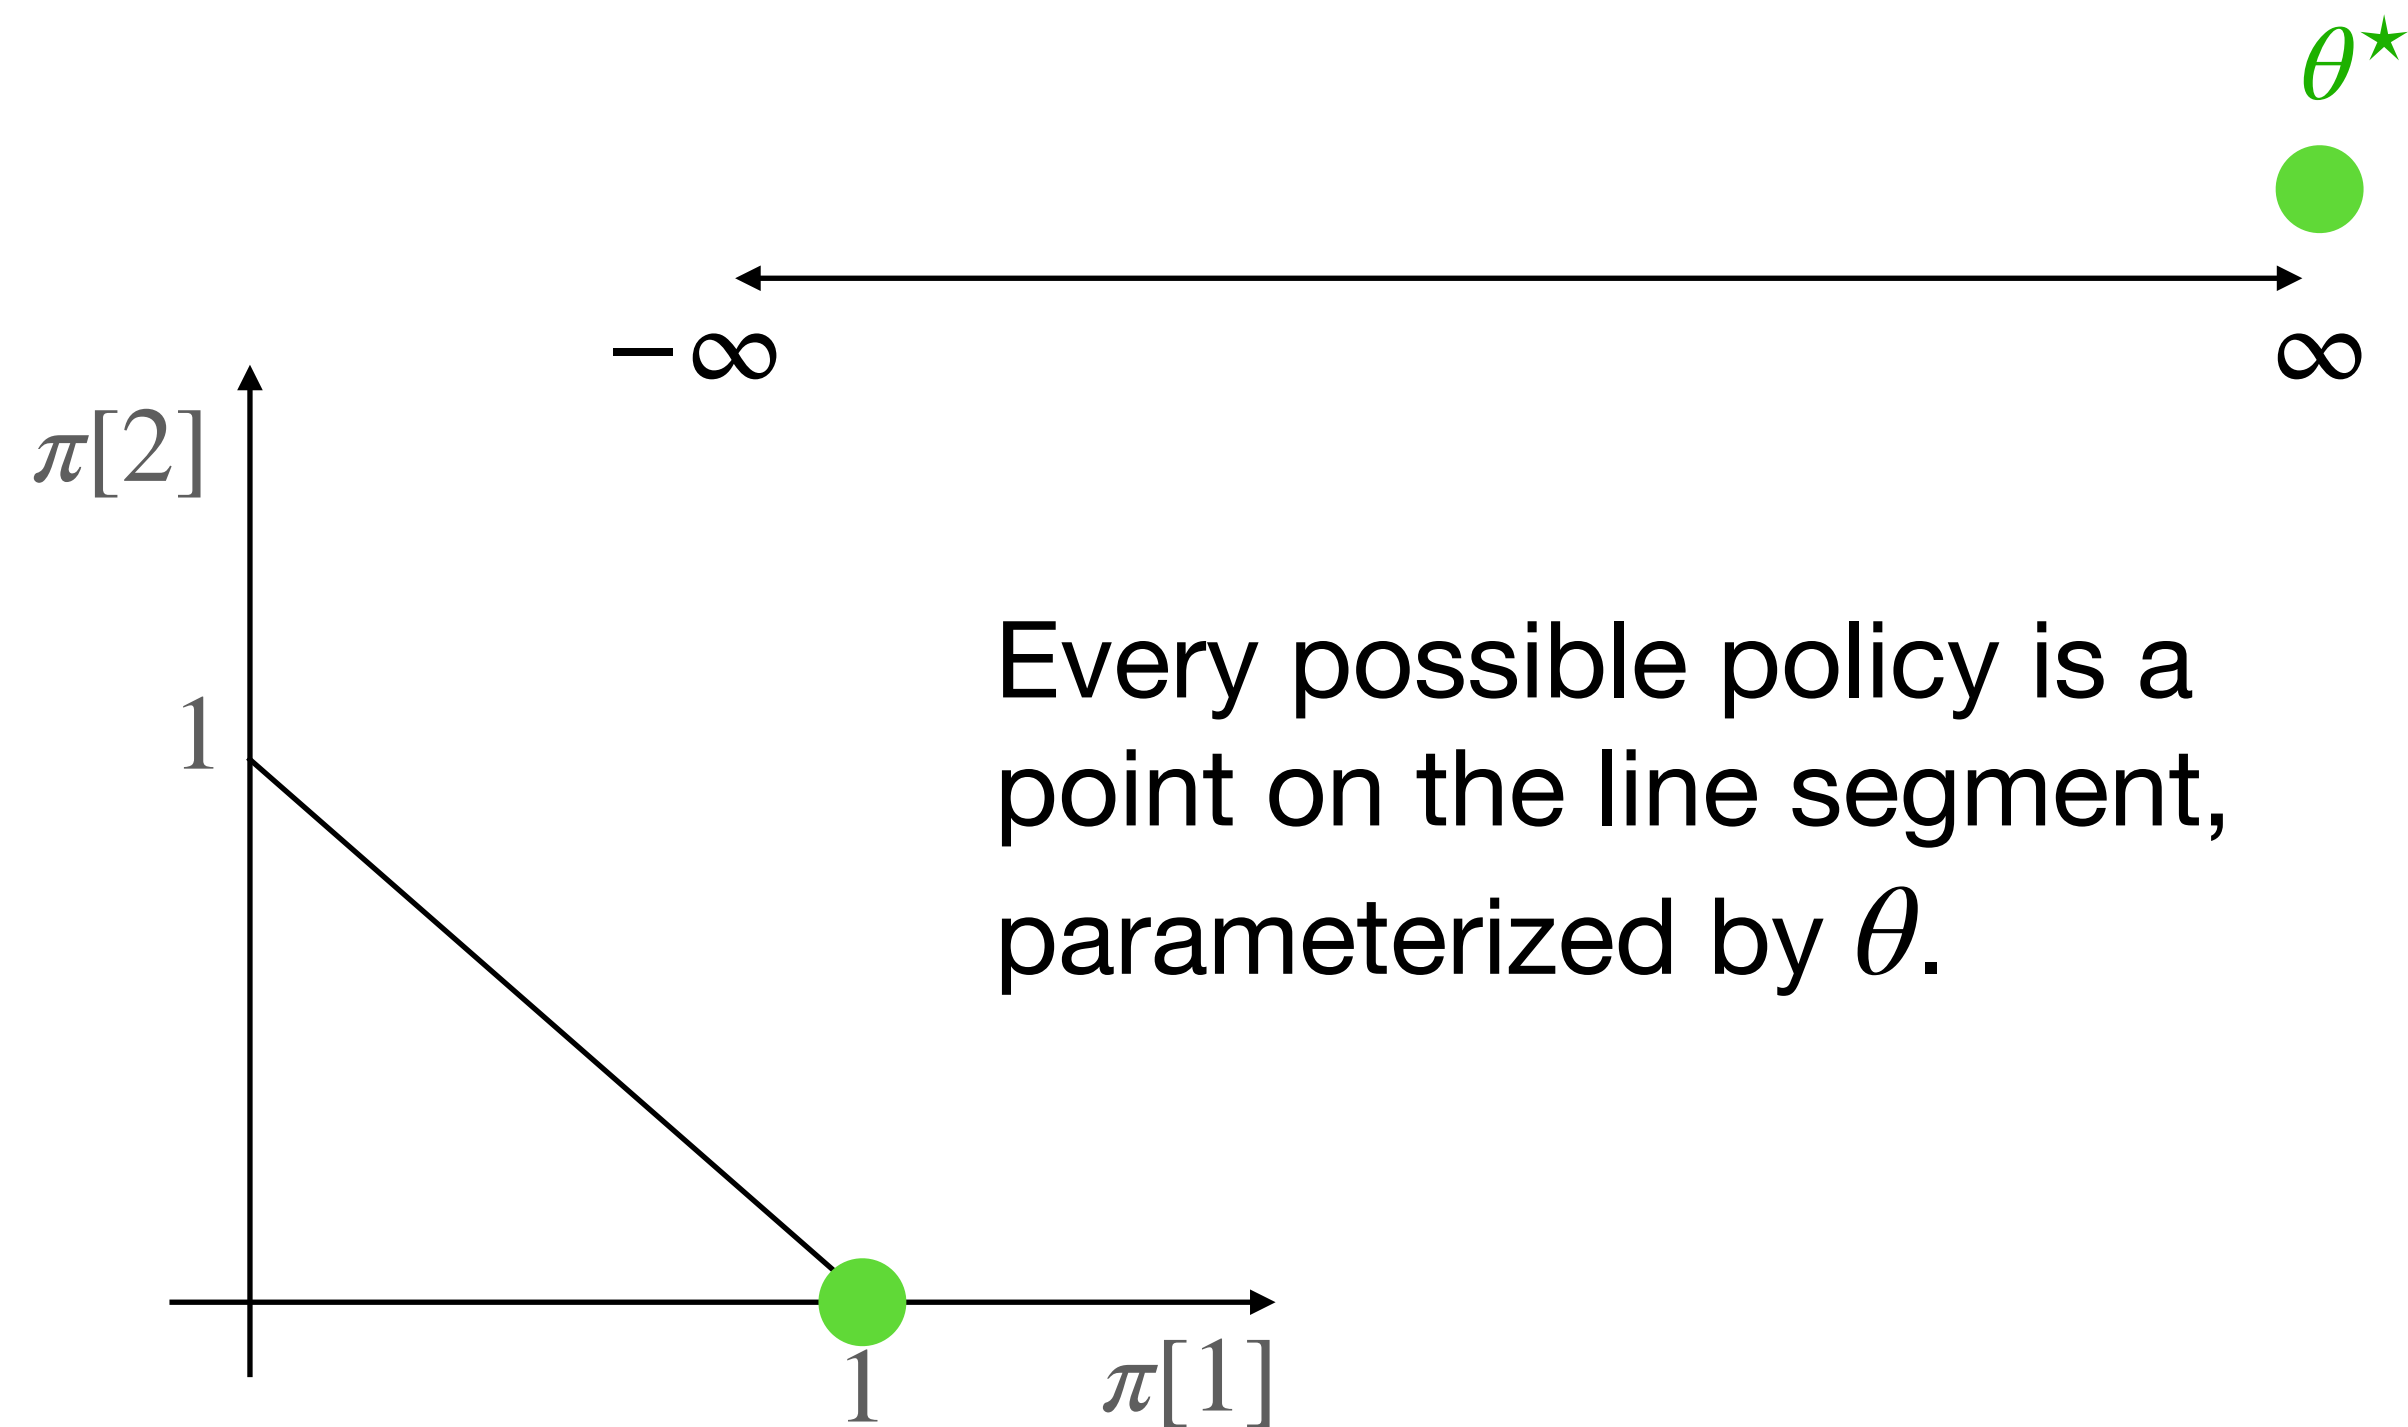 θ★
−∞ ∞
π[2]
Every possible policy is a
1
point on the line segment,
parameterized by θ.
1
π[1]